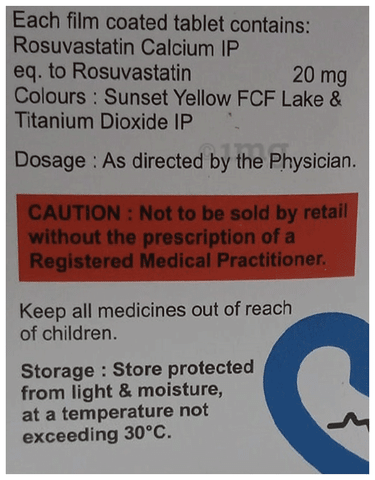 Each film coated tablet contains:
Rosuvastatin Calcium IP
eq. to Rosuvastatin 20 mg
Colours : Sunset Yellow FCF Lake &
Titanium Dioxide IP
Dosage : As directed by the Physician.
CAUTION : Not to be sold by retail
without the prescription of a
Registered Medical Practitioner.
Keep all medicines out of reach
of children.
Storage : Store protected
from light & moisture,
at a temperature not
exceeding 30°C.